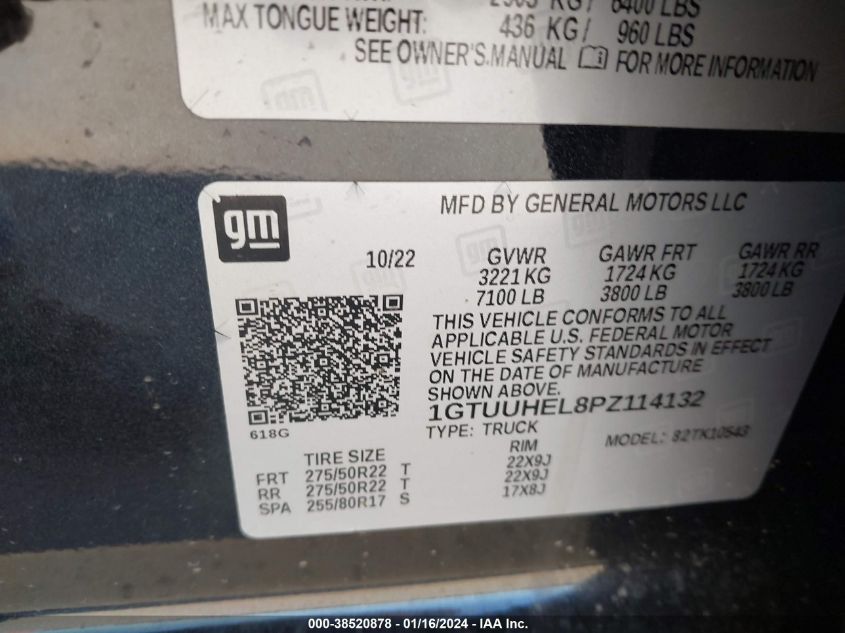 6400 LBS
MAX TONGUE WEIGHT: 436 KG / 960 LBS
SEE OWNER'S MANUAL FOR MORE INFORMATION
gm
MFD BY GENERAL MOTORS LLC
10/22
GVWR GAWR FRT GAWR RR
3221 KG 1724 KG 1724 KG
7100 LB 3800 LB 3800 LB
THIS VEHICLE CONFORMS TO ALL
APPLICABLE U.S. FEDERAL MOTOR
VEHICLE SAFETY STANDARDS IN EFFECT
ON THE DATE OF MANUFACTURE
SHOWN ABOVE.
1GTUUHEL8PZ114132
TYPE: TRUCK MODEL: 82TK10543
618G
TIRE SIZE RIM
FRT 275/50R22 T 22X9J
RR 275/50R22 T 22X9J
SPA 255/80R17 S 17X8J
000-38520878 - 01/16/2024 - IAA Inc.